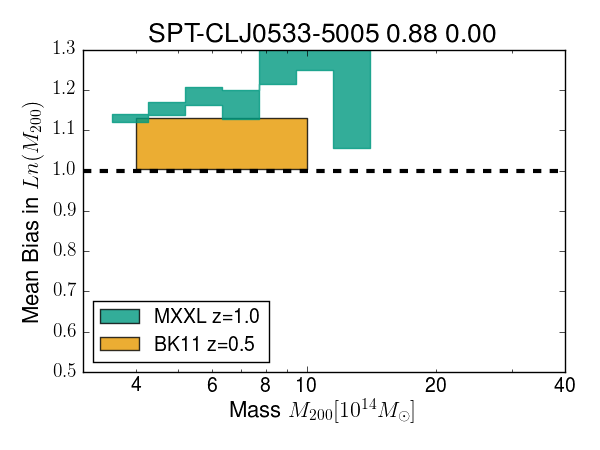 SPT-CLJ0533-5005 0.88 0.00
1.3
1.2
1.1
1.0
0.9
0.8
0.7
0.6
0.5
Mean Bias in Ln(M200)
MXXL z=1.0
BK11 z=0.5
4 6 8 10 20 40
Mass M200[10^14 M⊙]